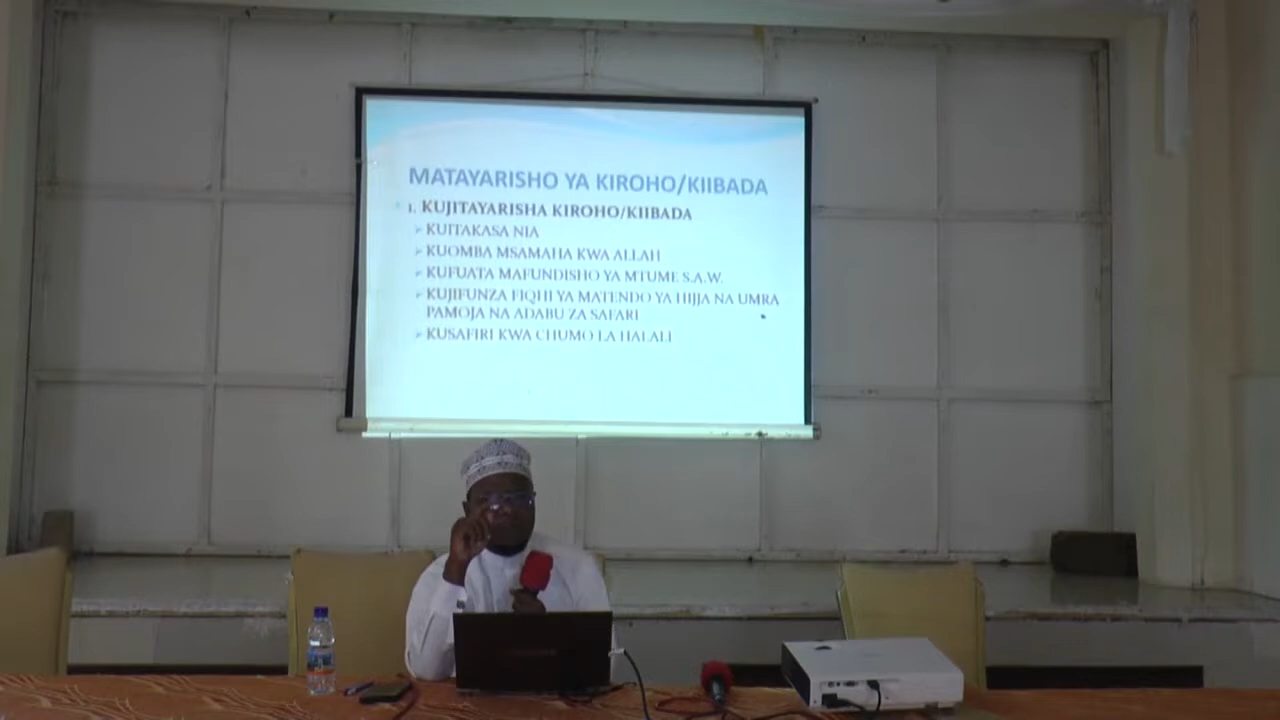 MATAYARISHO YA KIROHO/KIIBADA
1. KUJITAYARISHA KIROHO/KIIBADA
KUITAKASA NIA
KUOMBA MSAMAHA KWA ALLAH
KUFUATA MAFUNDISHO YA MTUME S.A.W.
KUJIFUNZA FIQHI YA MATENDO YA HIJJA NA UMRA
PAMOJA NA ADABU ZA SAFARI
KUSAFIRI KWA CHUMO LA HALALI